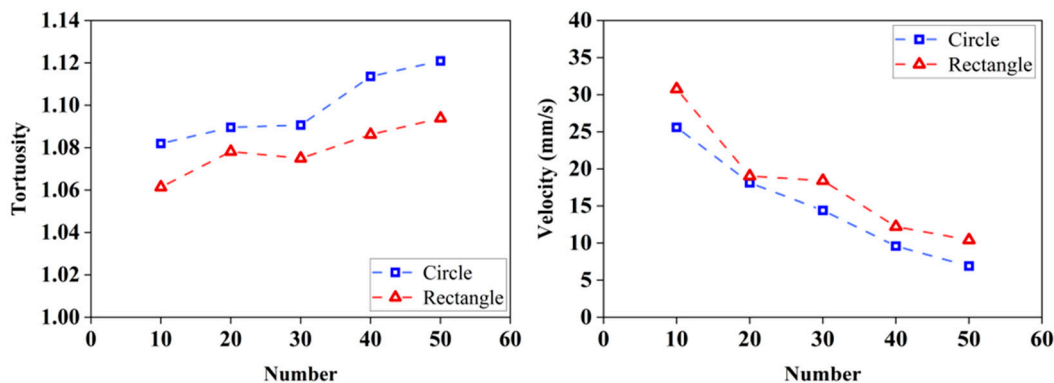 1.14
1.12
1.10
1.08
1.06
1.04
1.02
1.00
Tortuosity
0 10 20 30 40 50 60
Number
Circle
Rectangle
40
35
30
25
20
15
10
5
0
Velocity (mm/s)
0 10 20 30 40 50 60
Number
Circle
Rectangle